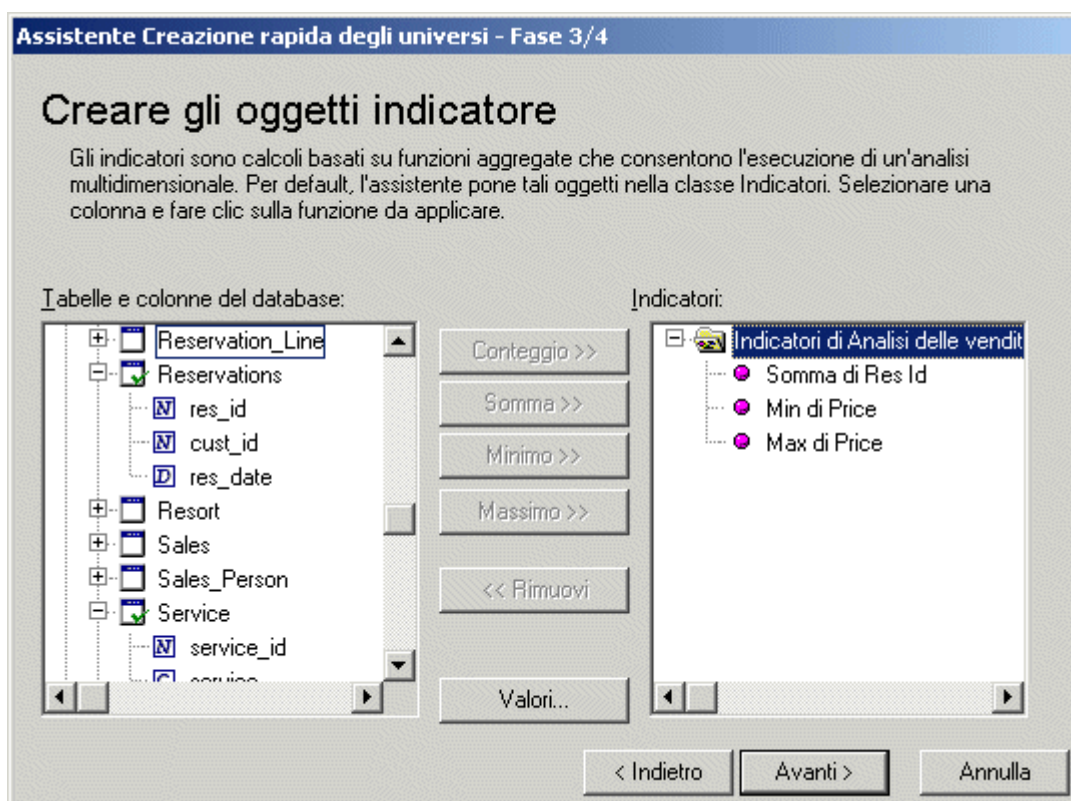 Assistente Creazione rapida degli universi - Fase 3/4
Creare gli oggetti indicatore
Gli indicatori sono calcoli basati su funzioni aggregate che consentono l'esecuzione di un'analisi
multidimensionale. Per default, l'assistente pone tali oggetti nella classe Indicatori. Selezionare una
colonna e fare clic sulla funzione da applicare.
Tabelle e colonne del database:
Reservation_Line
Reservations
N res_id
N cust_id
D res_date
Resort
Sales
Sales_Person
Service
N service_id
Conteggio >>
Somma >>
Minimo >>
Massimo >>
<< Rimuovi
Valori...
Indicatori:
Indicatori di Analisi delle vendit
Somma di Res Id
Min di Price
Max di Price
< Indietro
Avanti >
Annulla